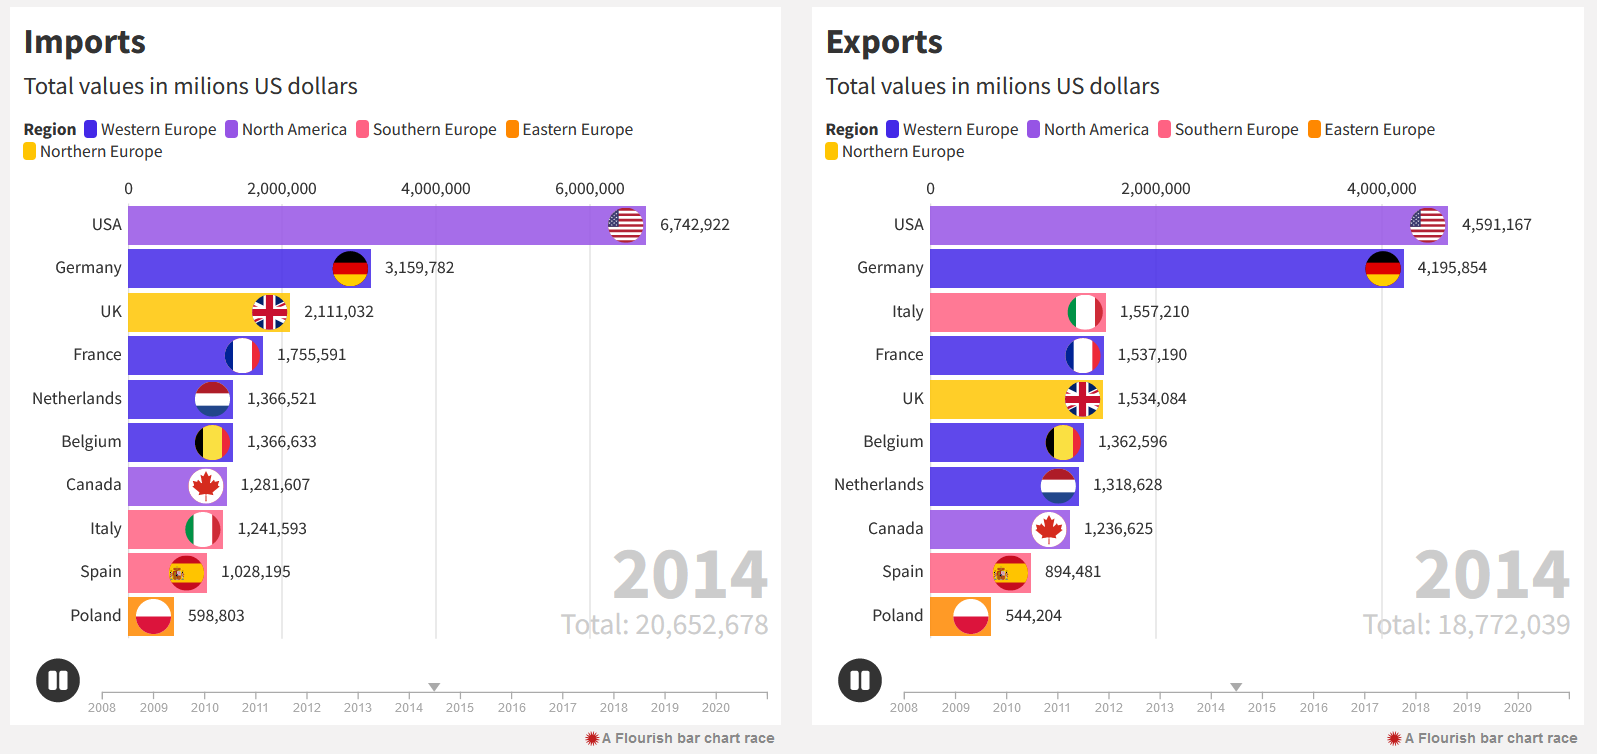 Imports
Total values in milions US dollars
Region Western Europe North America Southern Europe Eastern Europe
Northern Europe
0 2,000,000 4,000,000 6,000,000
USA 6,742,922
Germany 3,159,782
UK 2,111,032
France 1,755,591
Netherlands 1,366,521
Belgium 1,366,633
Canada 1,281,607
Italy 1,241,593
Spain 1,028,195
Poland 598,803
2014
Total: 20,652,678
2008 2009 2010 2011 2012 2013 2014 2015 2016 2017 2018 2019 2020
A Flourish bar chart race
Exports
Total values in milions US dollars
Region Western Europe North America Southern Europe Eastern Europe
Northern Europe
0 2,000,000 4,000,000
USA 4,591,167
Germany 4,195,854
Italy 1,557,210
France 1,537,190
UK 1,534,084
Belgium 1,362,596
Netherlands 1,318,628
Canada 1,236,625
Spain 894,481
Poland 544,204
2014
Total: 18,772,039
2008 2009 2010 2011 2012 2013 2014 2015 2016 2017 2018 2019 2020
A Flourish bar chart race